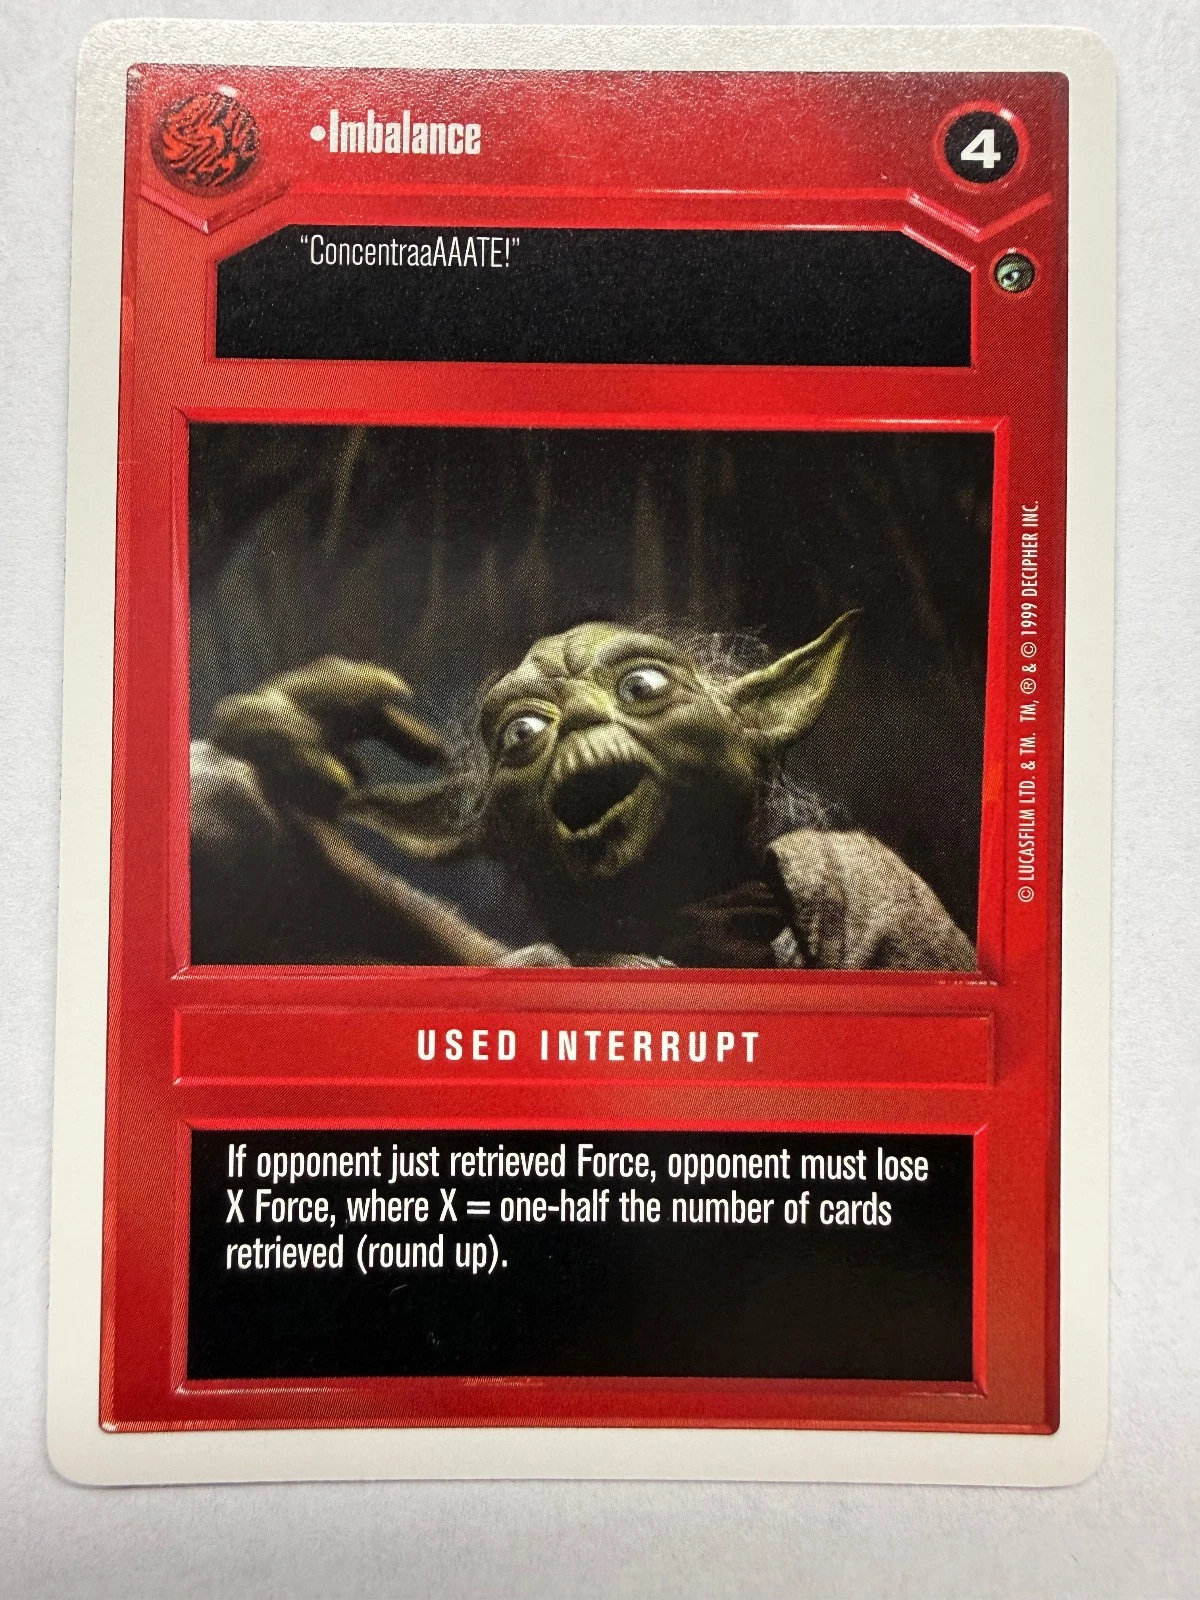 •Imbalance
4
“ConcentraaAAATE!”
© LUCASFILM LTD. & TM. TM, ® & © 1999 DECIPHER INC.
USED INTERRUPT
If opponent just retrieved Force, opponent must lose
X Force, where X = one-half the number of cards
retrieved (round up).